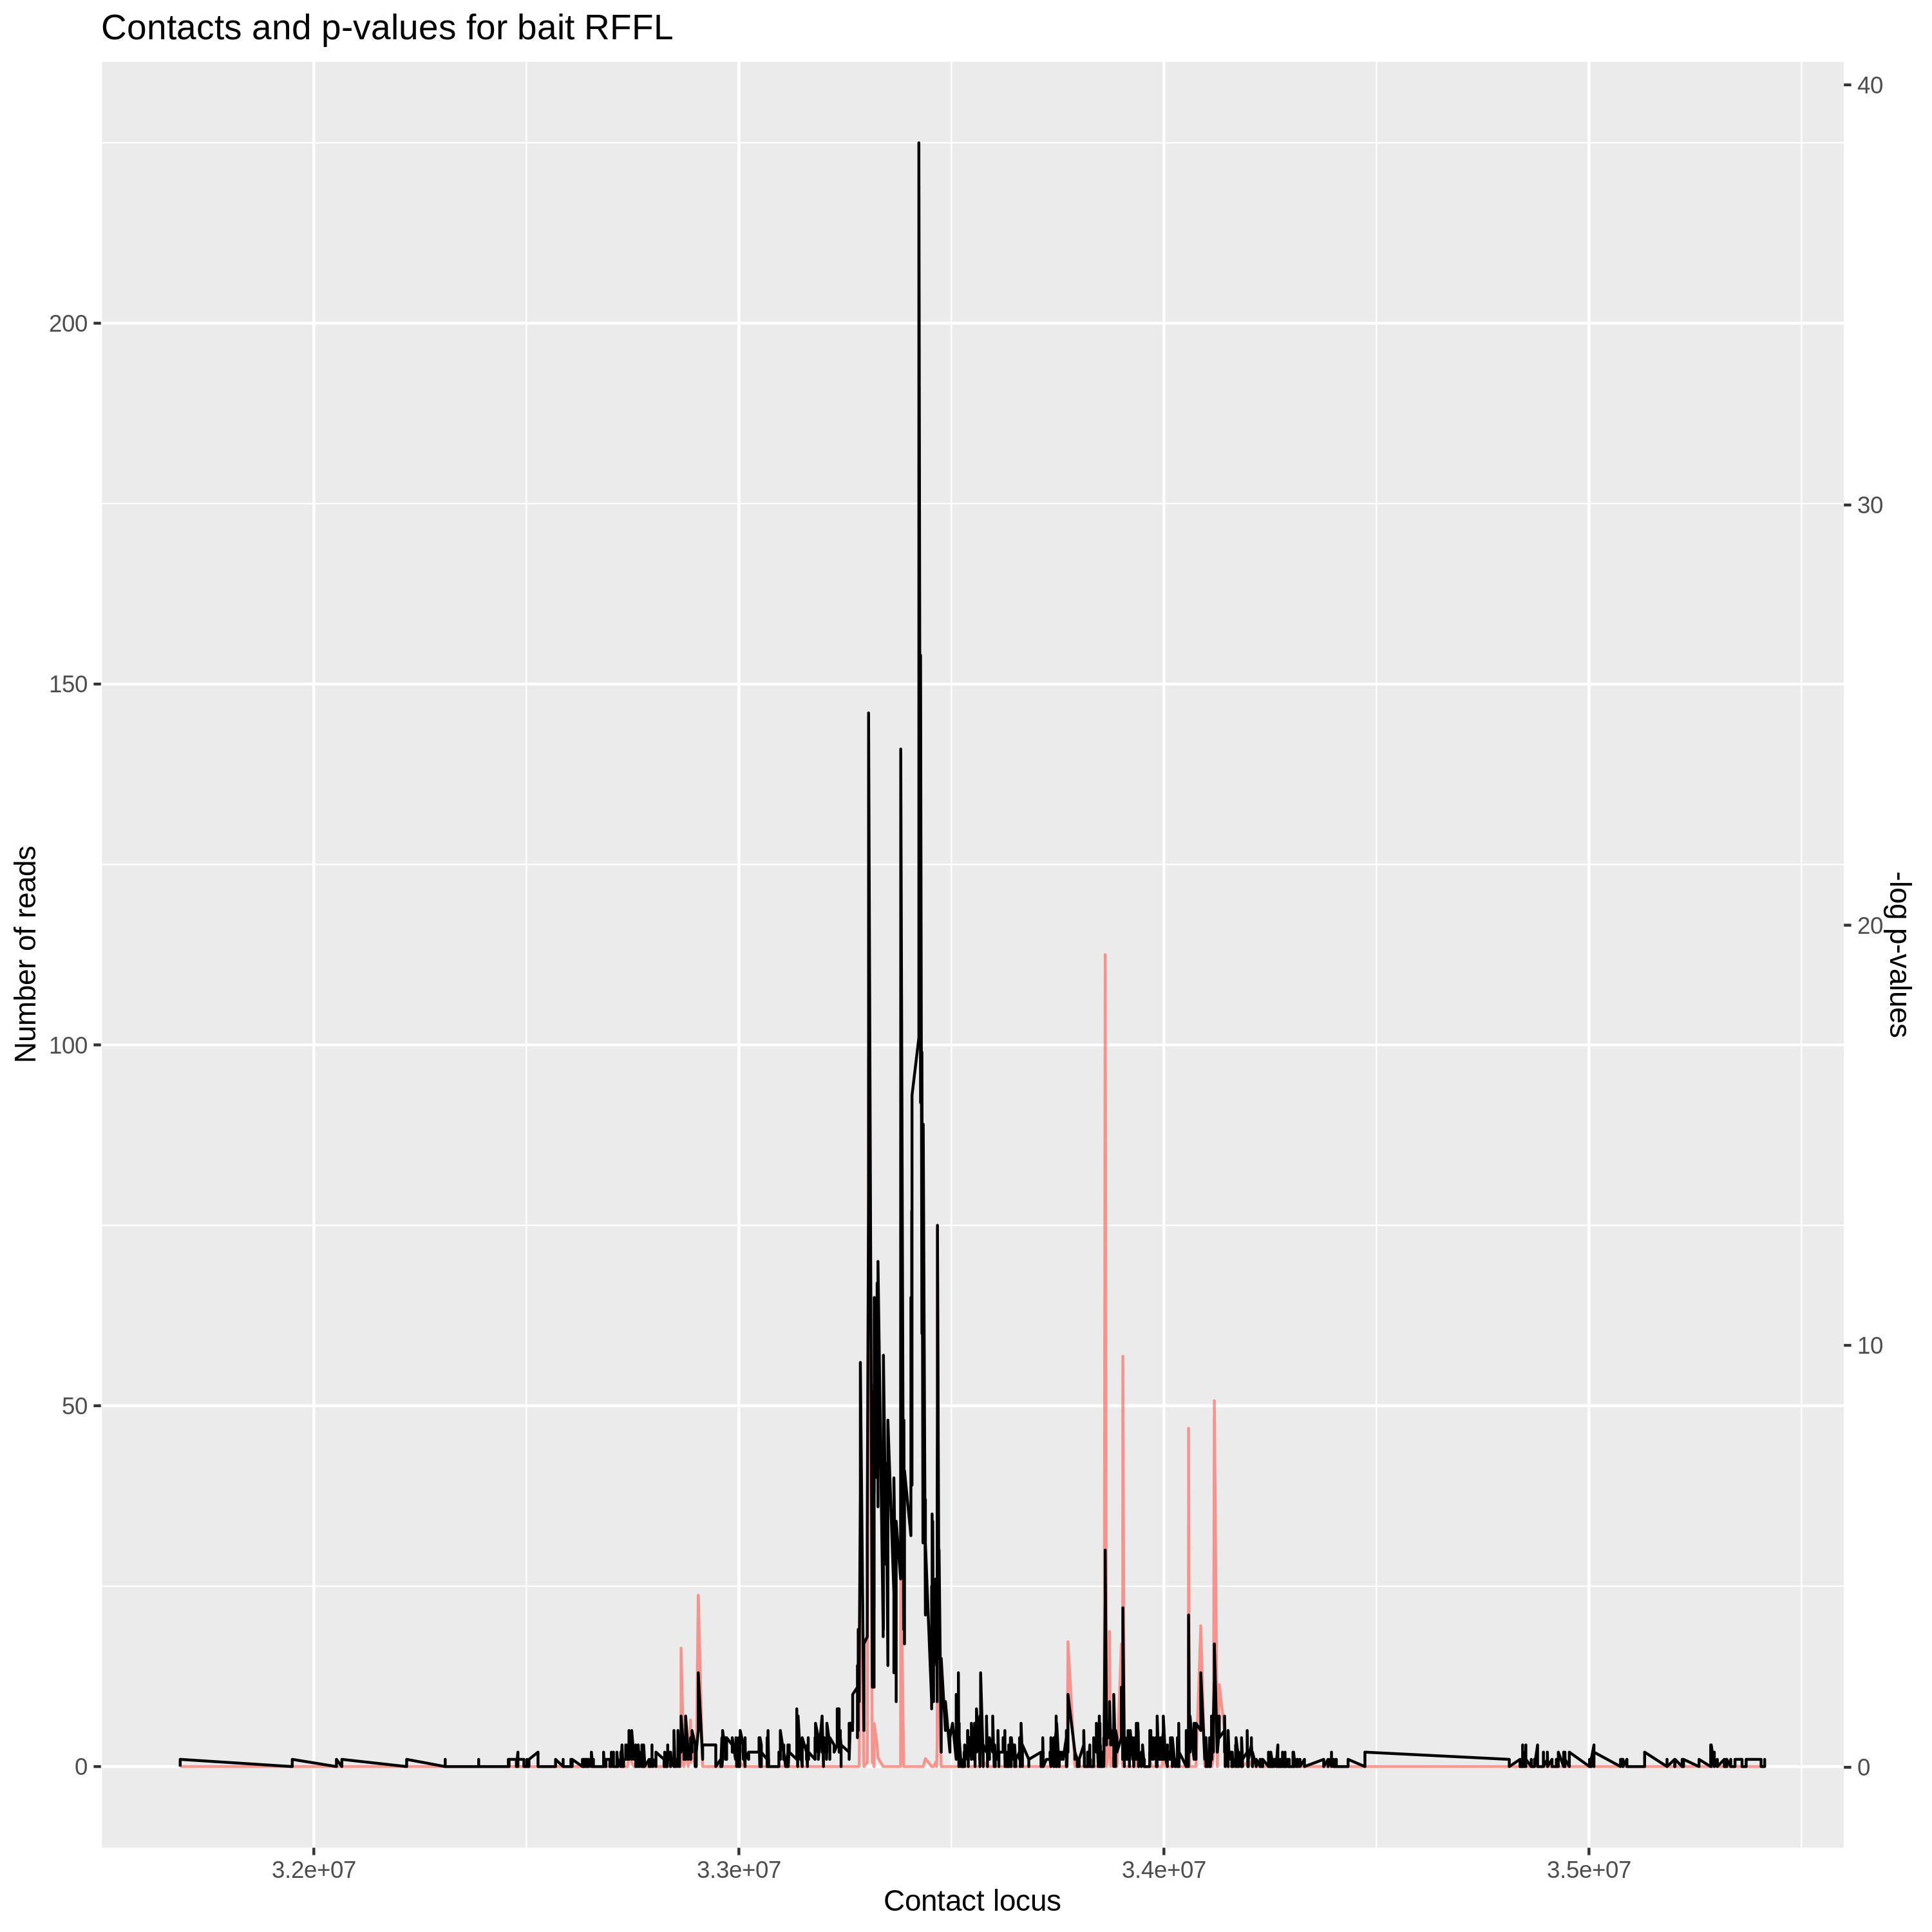 Contacts and p-values for bait RFFL
Number of reads
200
150
100
50
0
40
30
20
10
0
-log p-values
3.2e+07
3.3e+07
3.4e+07
3.5e+07
Contact locus